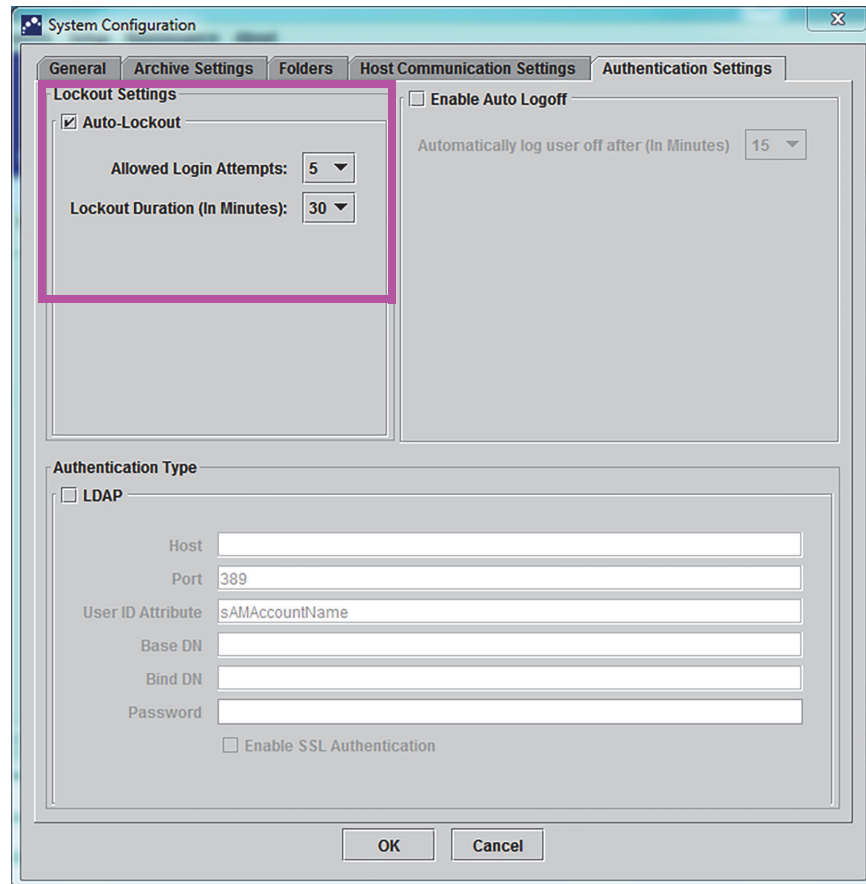 System Configuration
General Archive Settings Folders Host Communication Settings Authentication Settings
Lockout Settings
Auto-Lockout
Allowed Login Attempts: 5
Lockout Duration (In Minutes): 30
Enable Auto Logoff
Automatically log user off after (In Minutes) 15
Authentication Type
LDAP
Host
Port 389
User ID Attribute sAMAccountName
Base DN
Bind DN
Password
Enable SSL Authentication
OK Cancel